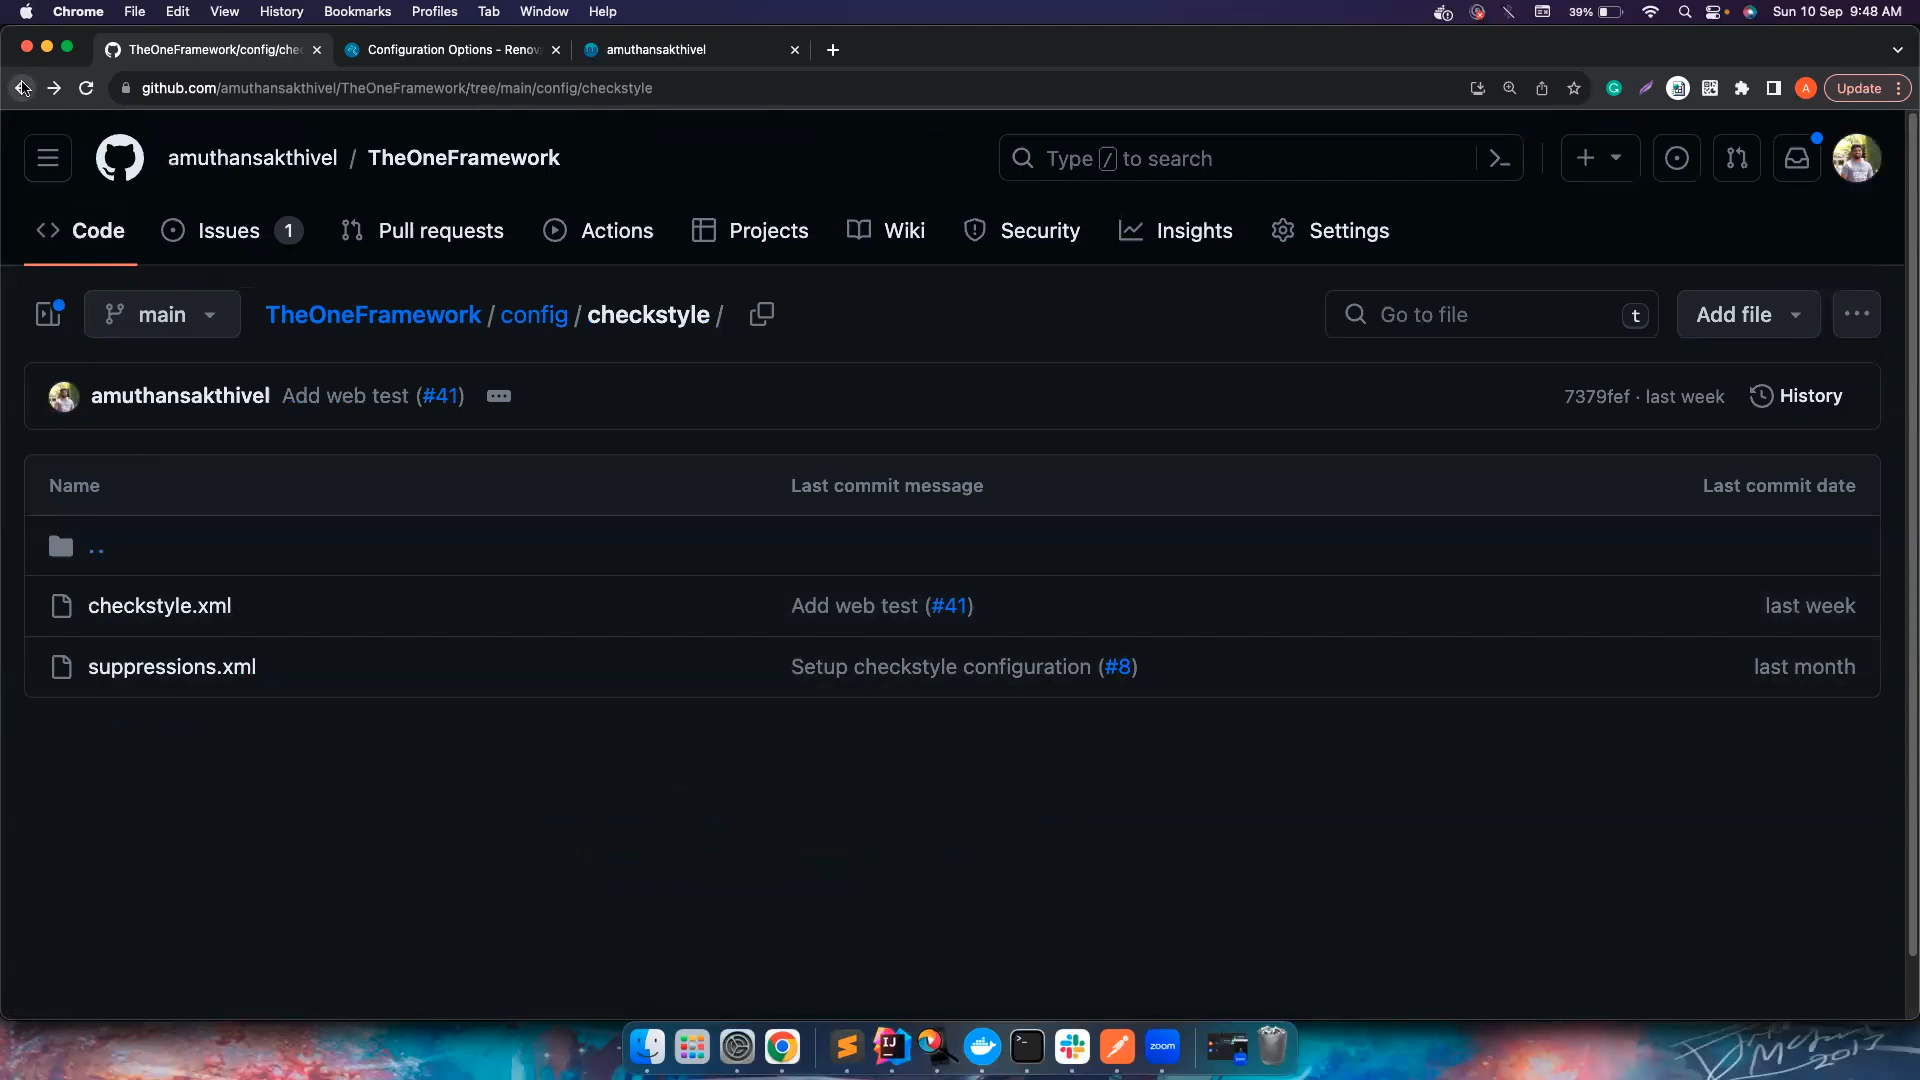 Chrome File Edit View History Bookmarks Profiles Tab Window Help 39% Sun 10 Sep 9:48 AM
TheOneFramework/config/che Configuration Options - Renov amuthansakthivel
github.com/amuthansakthivel/TheOneFramework/tree/main/config/checkstyle A Update
amuthansakthivel / TheOneFramework Type / to search
Code Issues 1 Pull requests Actions Projects Wiki Security Insights Settings
main TheOneFramework / config / checkstyle / Go to file t Add file
amuthansakthivel Add web test (#41) 7379fef · last week History
Name Last commit message Last commit date
..
checkstyle.xml Add web test (#41) last week
suppressions.xml Setup checkstyle configuration (#8) last month
IJ zoom
2017